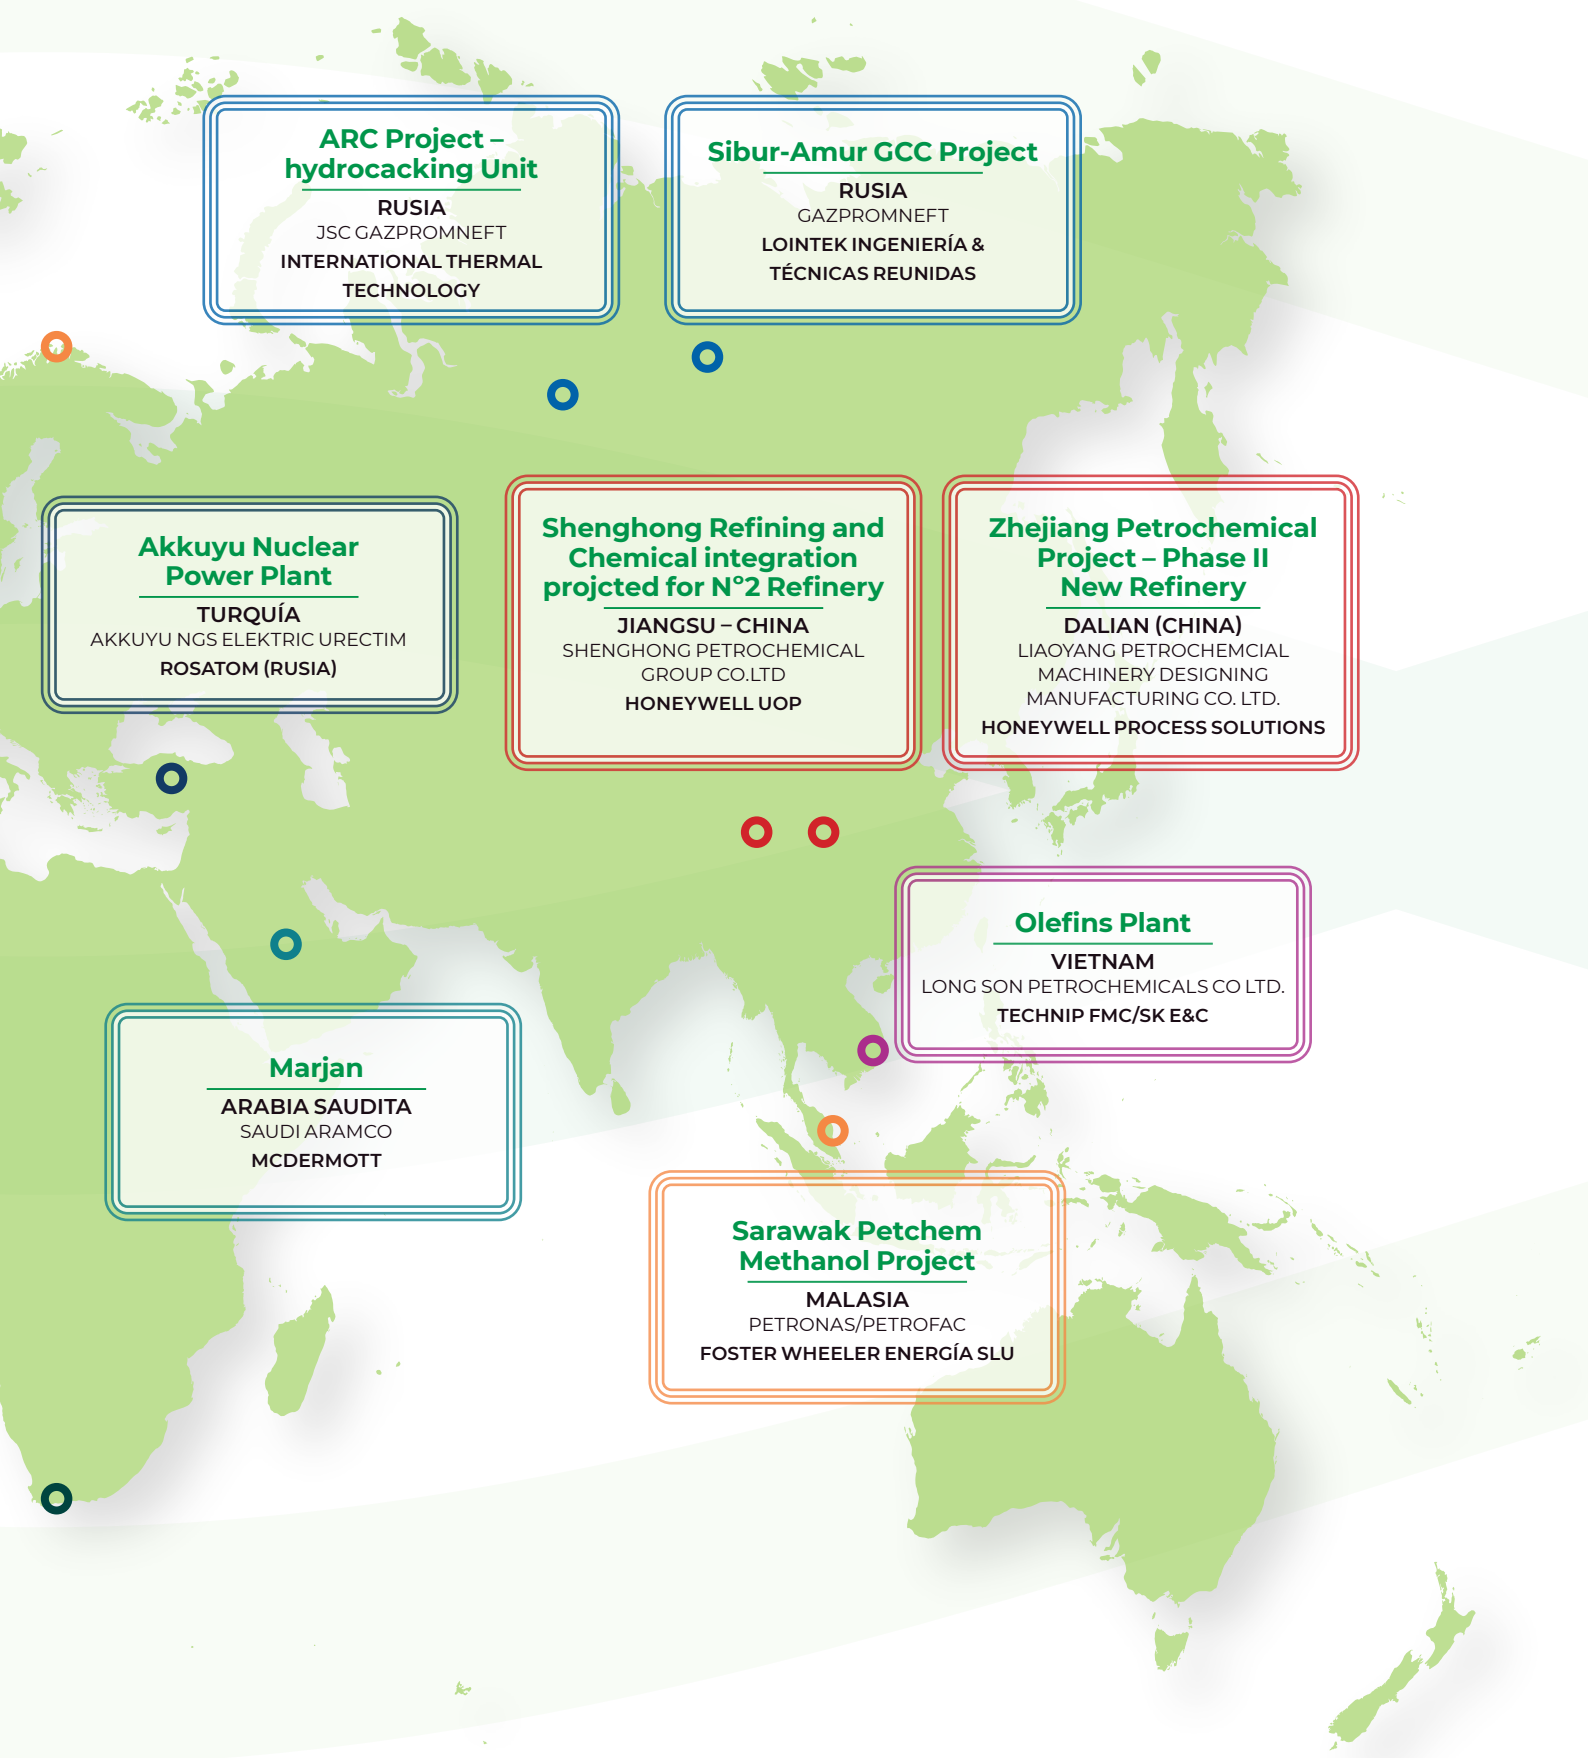 ARC Project –
hydrocacking Unit
RUSIA
JSC GAZPROMNEFT
INTERNATIONAL THERMAL
TECHNOLOGY
Sibur-Amur GCC Project
RUSIA
GAZPROMNEFT
LOINTEK INGENIERÍA &
TÉCNICAS REUNIDAS
Akkuyu Nuclear
Power Plant
TURQUÍA
AKKUYU NGS ELEKTRIC URECTIM
ROSATOM (RUSIA)
Shenghong Refining and
Chemical integration
projcted for Nº2 Refinery
JIANGSU – CHINA
SHENGHONG PETROCHEMICAL
GROUP CO.LTD
HONEYWELL UOP
Zhejiang Petrochemical
Project – Phase II
New Refinery
DALIAN (CHINA)
LIAOYANG PETROCHEMCIAL
MACHINERY DESIGNING
MANUFACTURING CO. LTD.
HONEYWELL PROCESS SOLUTIONS
Olefins Plant
VIETNAM
LONG SON PETROCHEMICALS CO LTD.
TECHNIP FMC/SK E&C
Marjan
ARABIA SAUDITA
SAUDI ARAMCO
MCDERMOTT
Sarawak Petchem
Methanol Project
MALASIA
PETRONAS/PETROFAC
FOSTER WHEELER ENERGÍA SLU